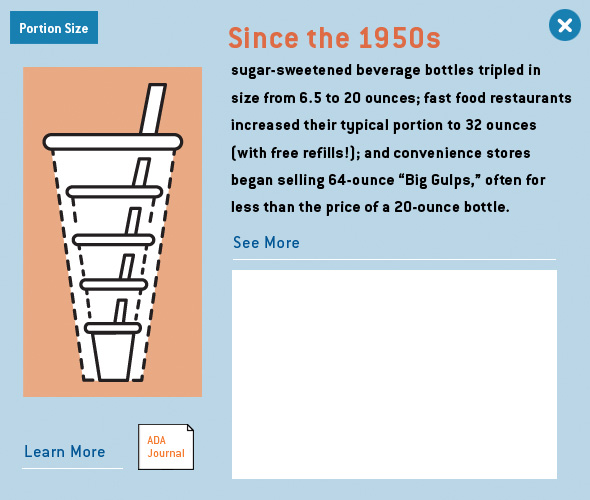 Portion Size
Since the 1950s
sugar-sweetened beverage bottles tripled in
size from 6.5 to 20 ounces; fast food restaurants
increased their typical portion to 32 ounces
(with free refills!); and convenience stores
began selling 64-ounce “Big Gulps,” often for
less than the price of a 20-ounce bottle.
See More
Learn More
ADA
Journal